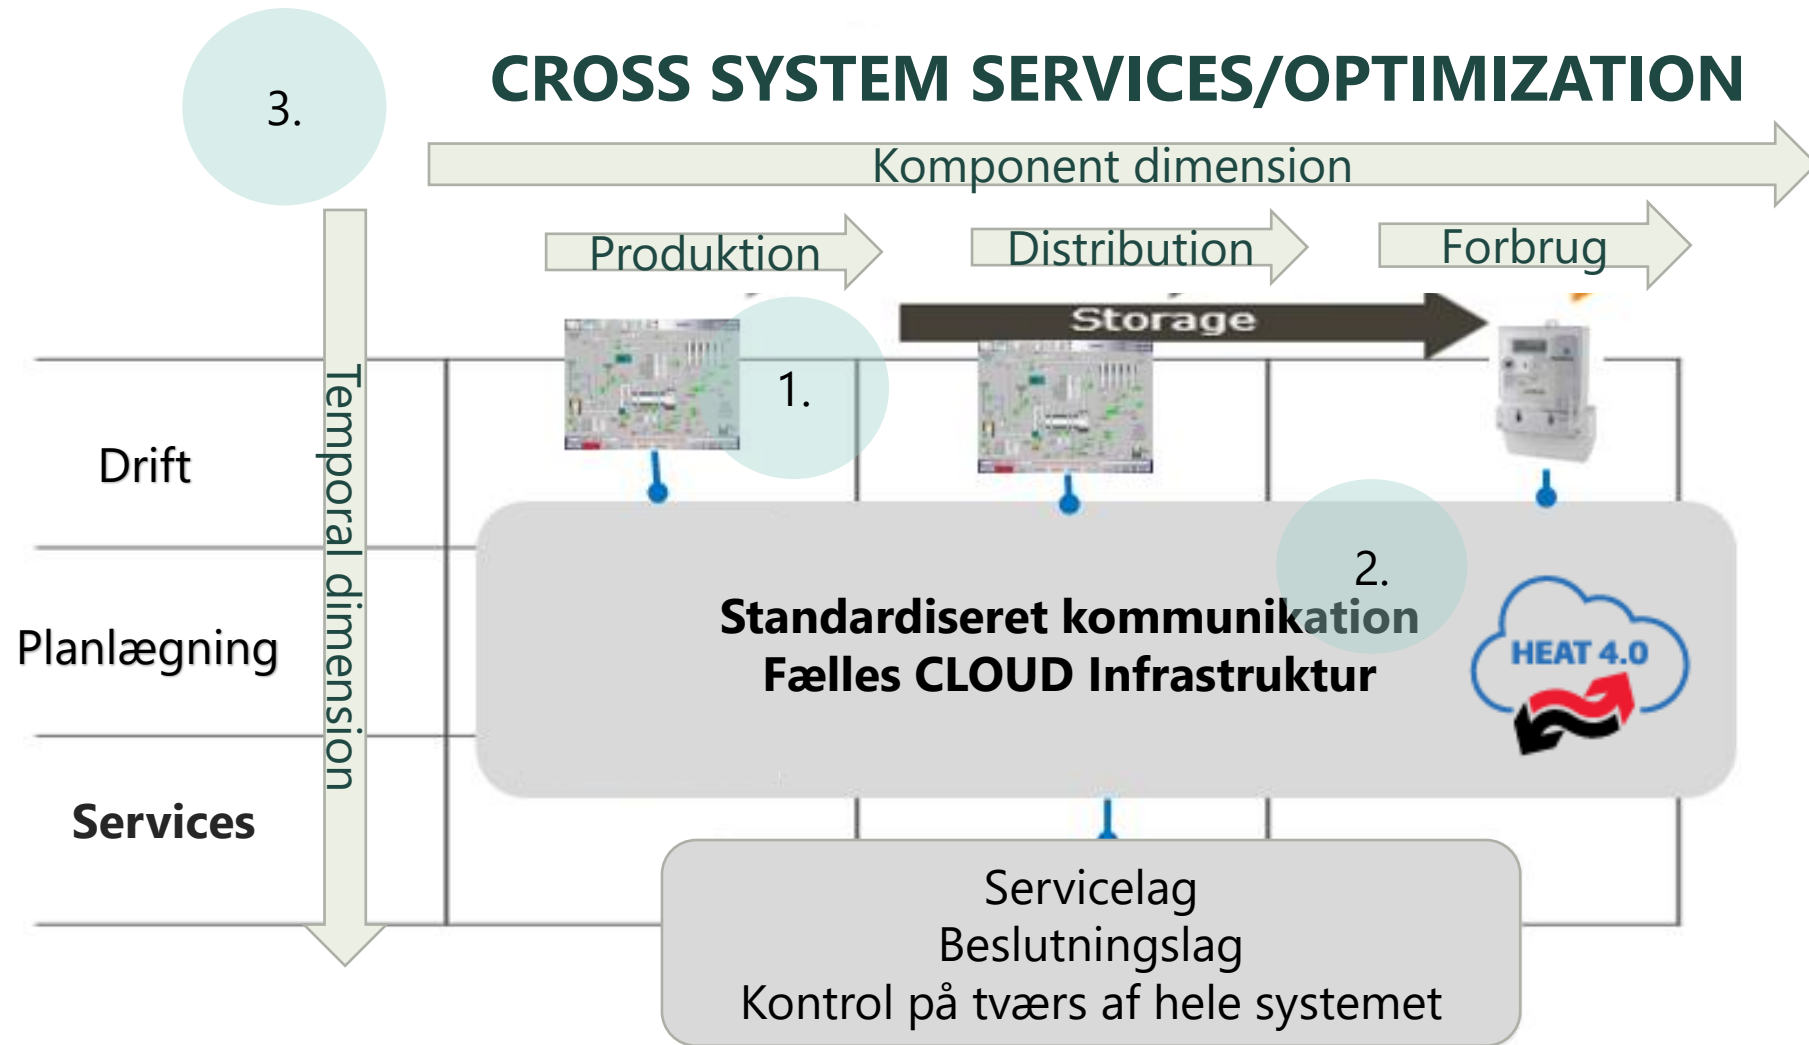 3.
CROSS SYSTEM SERVICES/OPTIMIZATION
Komponent dimension
Produktion
Distribution
Forbrug
Storage
1.
Temporal dimension
Drift
Planlægning
Services
2.
Standardiseret kommunikation
Fælles CLOUD Infrastruktur
HEAT 4.0
Servicelag
Beslutningslag
Kontrol på tværs af hele systemet